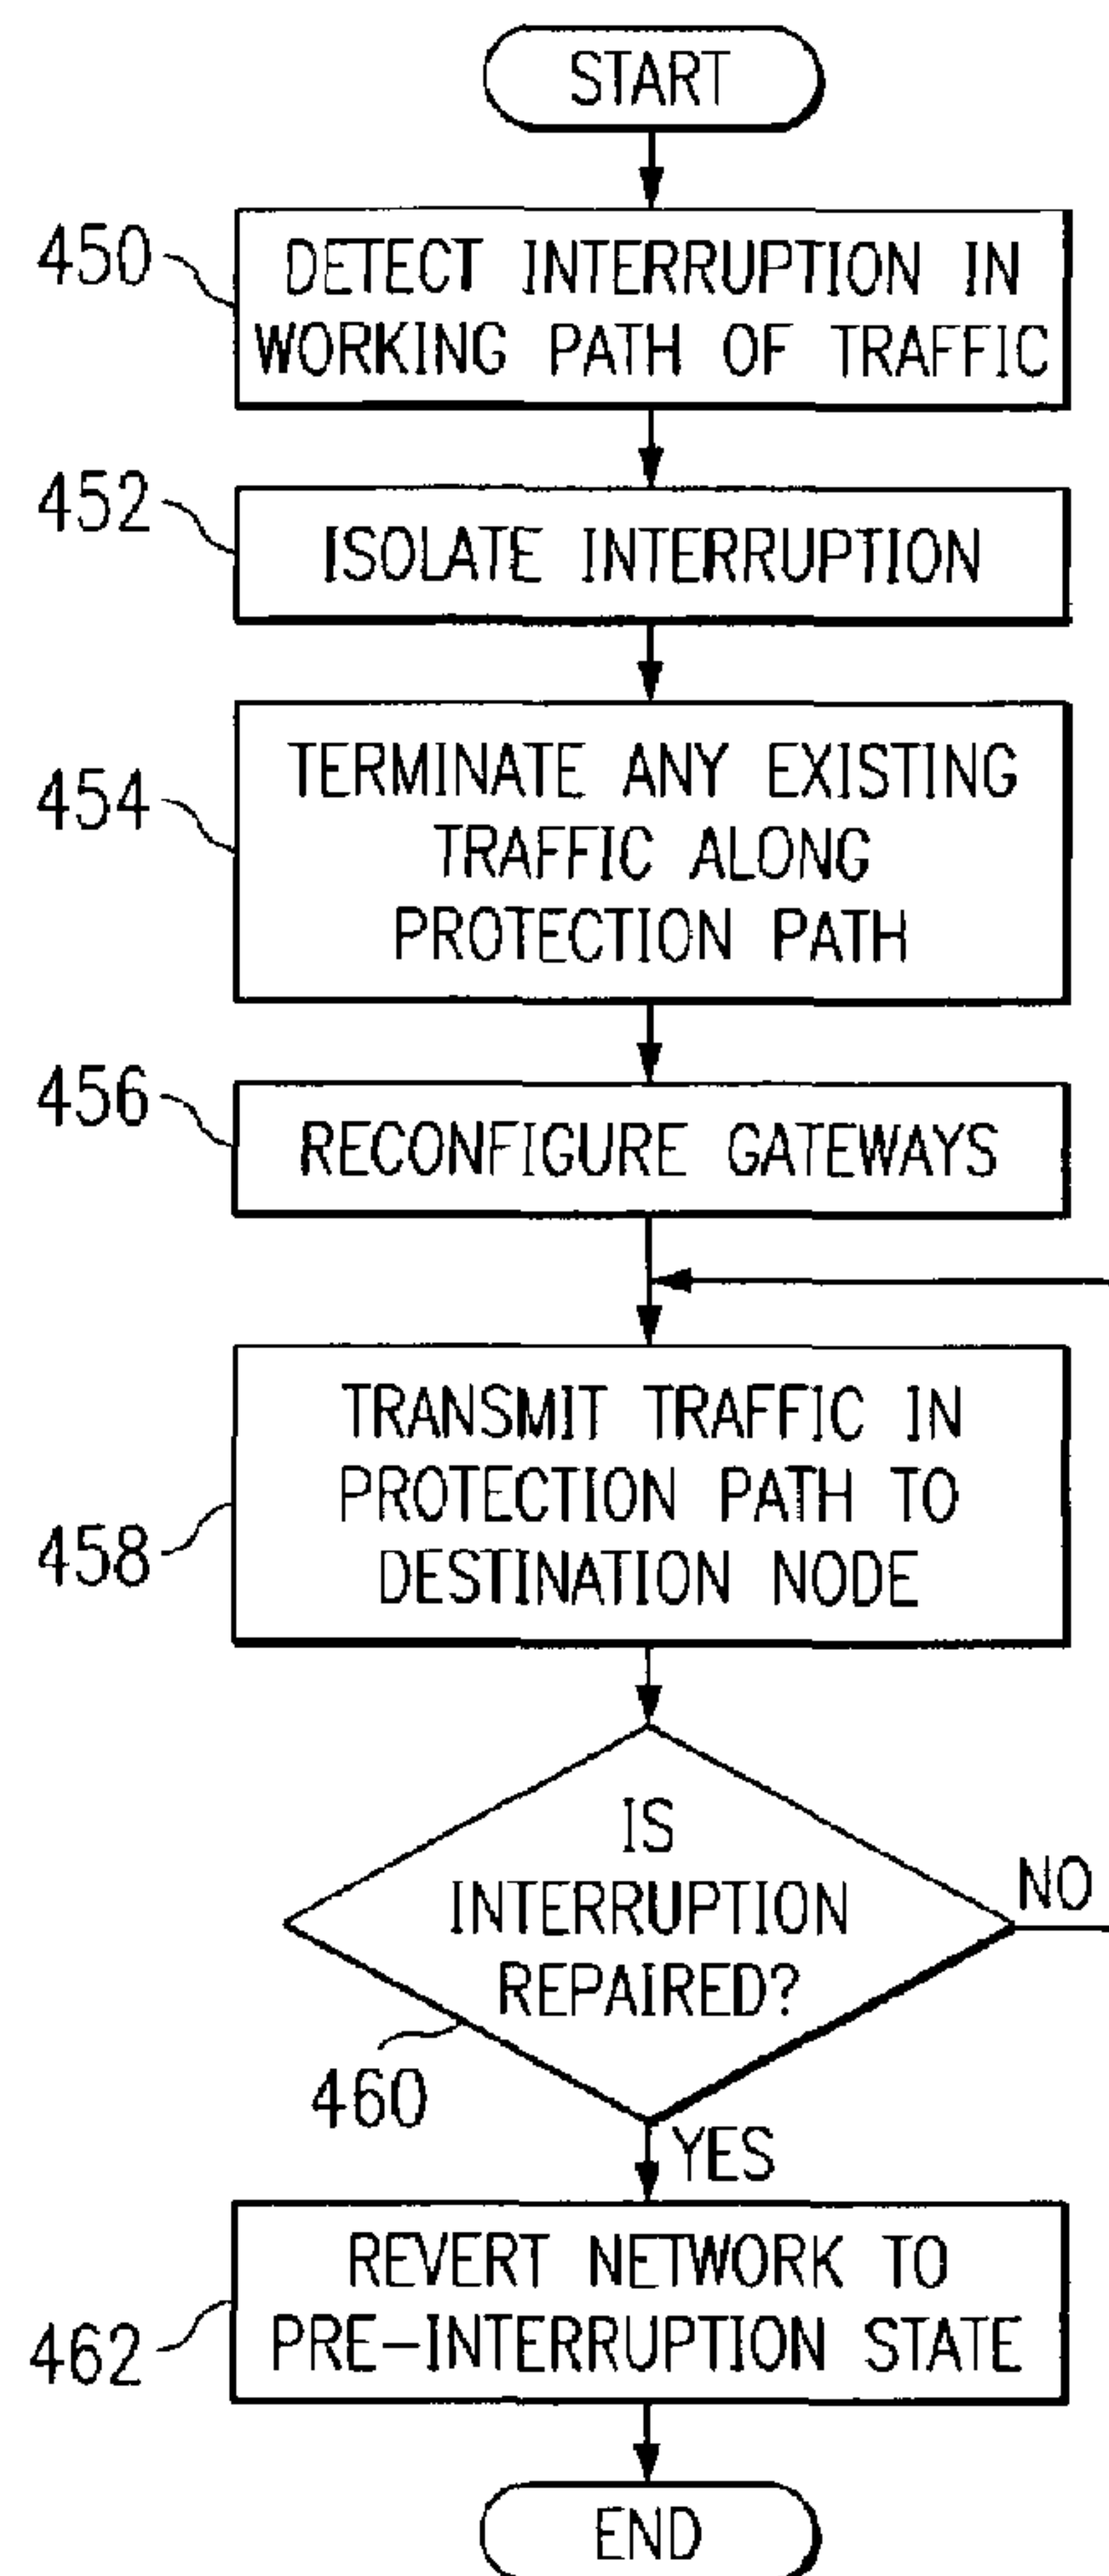 START
450
DETECT INTERRUPTION IN
WORKING PATH OF TRAFFIC
452
ISOLATE INTERRUPTION
454
TERMINATE ANY EXISTING
TRAFFIC ALONG
PROTECTION PATH
456
RECONFIGURE GATEWAYS
458
TRANSMIT TRAFFIC IN
PROTECTION PATH TO
DESTINATION NODE
IS
INTERRUPTION
REPAIRED?
NO
460
YES
462
REVERT NETWORK TO
PRE-INTERRUPTION STATE
END